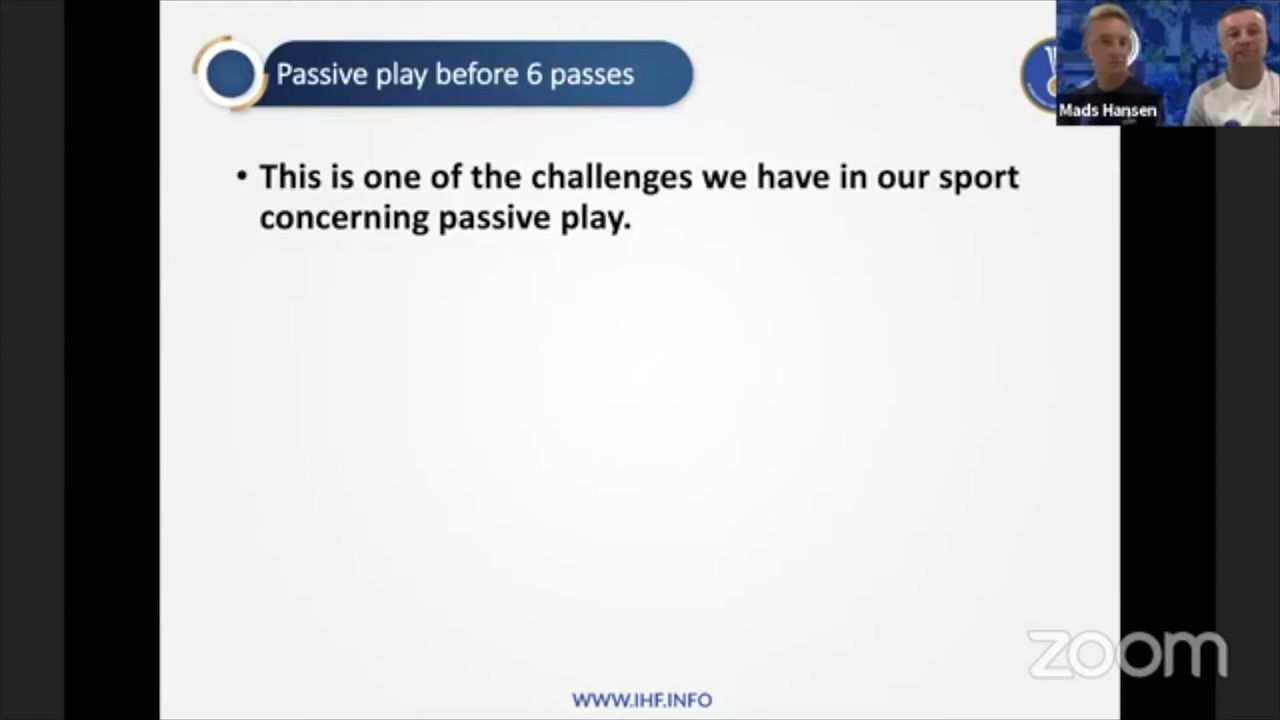 Passive play before 6 passes
Mads Hansen
• This is one of the challenges we have in our sport
concerning passive play.
zoom
WWW.IHF.INFO